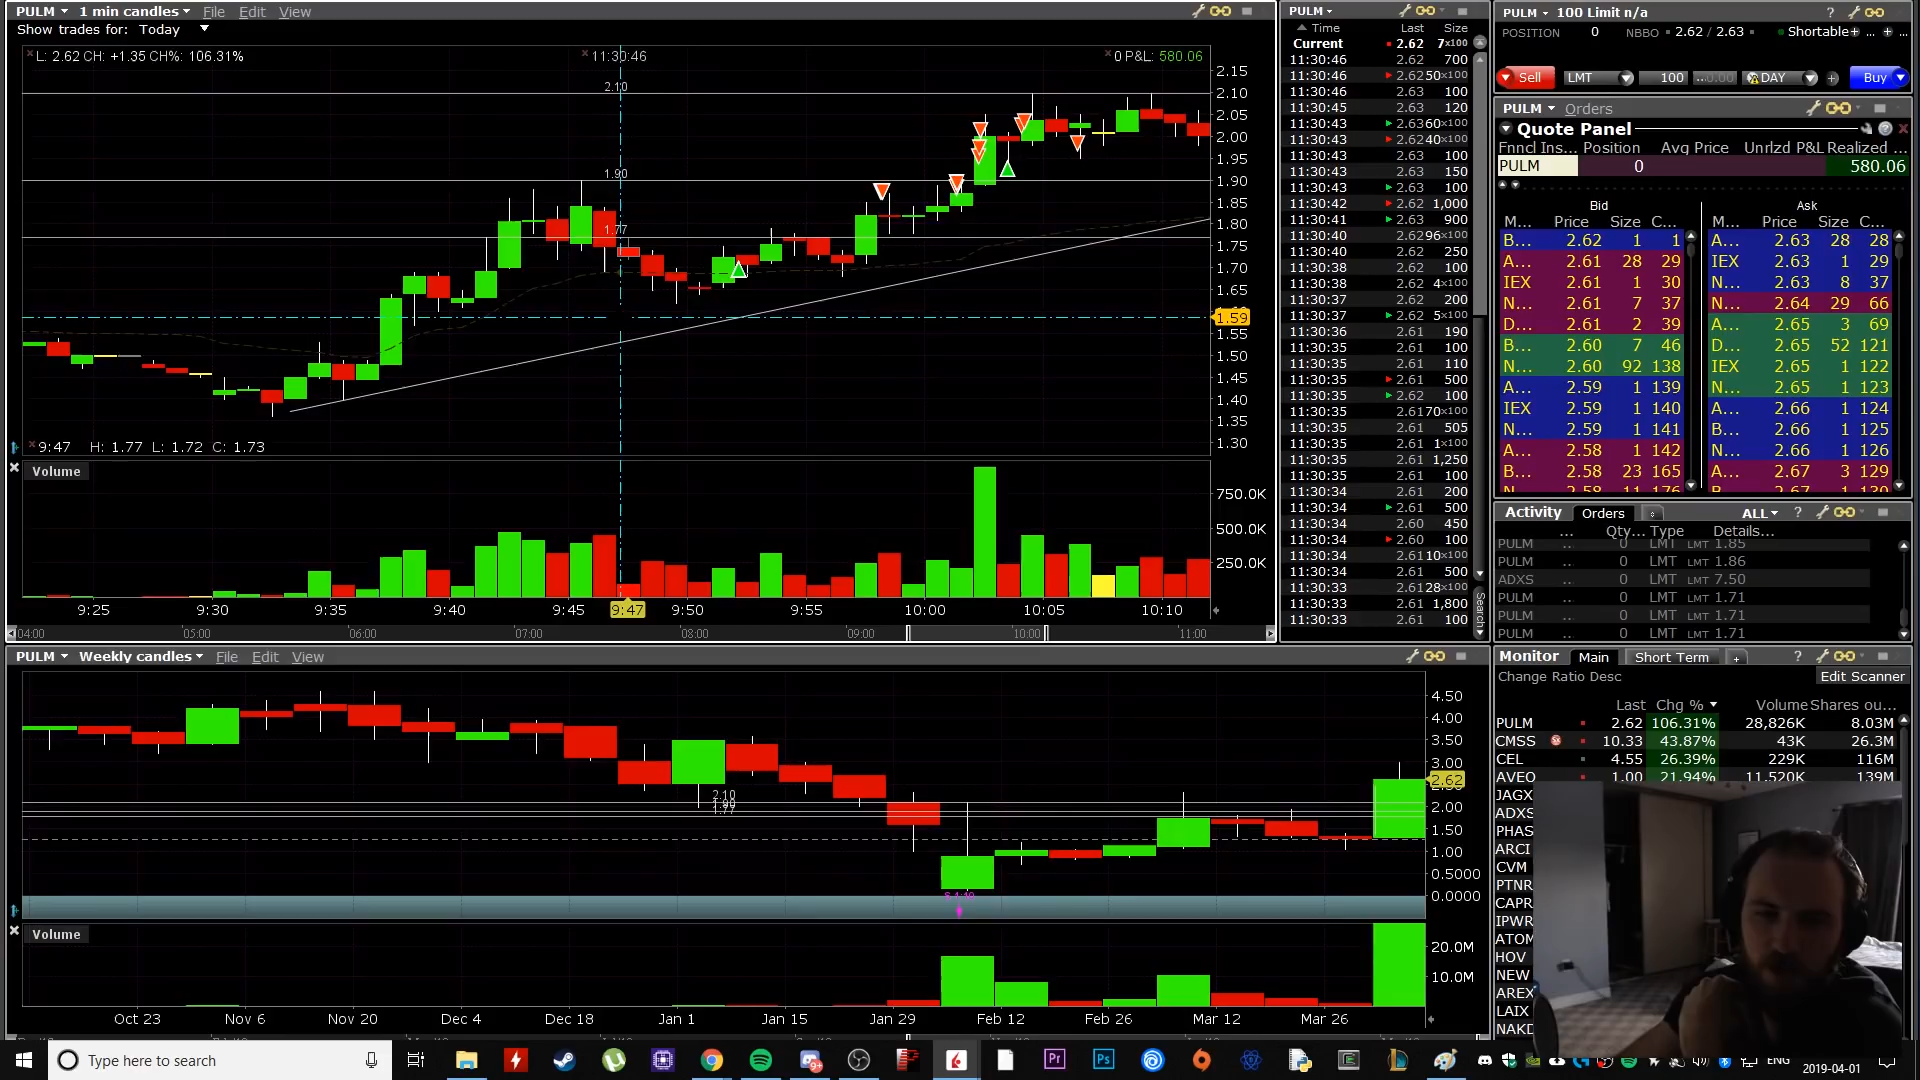 PULM 1 min candles File Edit View
Show trades for: Today
L: 2.62 CH: +1.35 CH%: 106.31%
11:30:46
0 P&L: 580.06
2.10
1.90
1.77
2.15
2.10
2.05
2.00
1.95
1.90
1.85
1.80
1.75
1.70
1.65
1.59
1.55
1.50
1.45
1.40
1.35
1.30
9:47 H: 1.77 L: 1.72 C: 1.73
Volume
750.0K
500.0K
250.0K
9:25 9:30 9:35 9:40 9:45 9:47 9:50 9:55 10:00 10:05 10:10
04:00 05:00 06:00 07:00 08:00 09:00 10:00 11:00
PULM
Time Last Size
Current 2.62 7x100
11:30:46 2.62 700
11:30:46 2.62 50x100
11:30:46 2.63 100
11:30:45 2.63 120
11:30:43 2.63 60x100
11:30:43 2.62 40x100
11:30:43 2.63 100
11:30:43 2.63 150
11:30:43 2.63 100
11:30:42 2.62 1,000
11:30:41 2.63 900
11:30:40 2.62 96x100
11:30:40 2.62 250
11:30:38 2.62 100
11:30:38 2.62 4x100
11:30:37 2.62 200
11:30:37 2.62 5x100
11:30:36 2.61 190
11:30:35 2.61 100
11:30:35 2.61 110
11:30:35 2.61 500
11:30:35 2.62 100
11:30:35 2.61 70x100
11:30:35 2.61 505
11:30:35 2.61 1x100
11:30:35 2.61 1,250
11:30:35 2.61 100
11:30:34 2.61 200
11:30:34 2.61 500
11:30:34 2.60 450
11:30:34 2.60 100
11:30:34 2.61 10x100
11:30:34 2.61 500
11:30:33 2.61 28x100
11:30:33 2.61 1,800
11:30:33 2.61 100
Search
PULM 100 Limit n/a
POSITION 0 NBBO 2.62 / 2.63 Shortable
Sell LMT 100 DAY Buy
PULM Orders
Quote Panel
Fnncl Ins... Position Avg Price Unrlzd P&L Realized ...
PULM 0 580.06
Bid Ask
M... Price Size C... M... Price Size C...
B... 2.62 1 1 A... 2.63 28 28
A... 2.61 28 29 IEX 2.63 1 29
IEX 2.61 1 30 N... 2.63 8 37
N... 2.61 7 37 N... 2.64 29 66
D... 2.61 2 39 A... 2.65 3 69
B... 2.60 7 46 D... 2.65 52 121
N... 2.60 92 138 IEX 2.65 1 122
A... 2.59 1 139 N... 2.65 1 123
IEX 2.59 1 140 A... 2.66 1 124
N... 2.59 1 141 B... 2.66 1 125
A... 2.58 1 142 N... 2.66 1 126
B... 2.58 23 165 A... 2.67 3 129
Activity Orders ALL
... Qty... Type Details...
PULM ... 0 LMT LMT 1.85
PULM ... 0 LMT LMT 1.86
ADXS ... 0 LMT LMT 7.50
PULM ... 0 LMT LMT 1.71
PULM ... 0 LMT LMT 1.71
PULM ... 0 LMT LMT 1.71
PULM Weekly candles File Edit View
4.50
4.00
3.50
3.00
2.62
2.00
1.50
1.00
0.5000
0.0000
2.10
Volume
20.0M
10.0M
Oct 23 Nov 6 Nov 20 Dec 4 Dec 18 Jan 1 Jan 15 Jan 29 Feb 12 Feb 26 Mar 12 Mar 26
Monitor Main Short Term
Change Ratio Desc Edit Scanner
Last Chg % Volume Shares ou...
PULM 2.62 106.31% 28,826K 8.03M
CMSS 10.33 43.87% 43K 26.3M
CEL 4.55 26.39% 229K 116M
AVEO 1.00 21.94% 11,520K 139M
JAGX
ADXS
PHAS
ARCI
CVM
PTNR
CAPR
IPWR
ATOM
HOV
NEW
AREX
LAIX
NAKD
Type here to search
ENG
2019-04-01